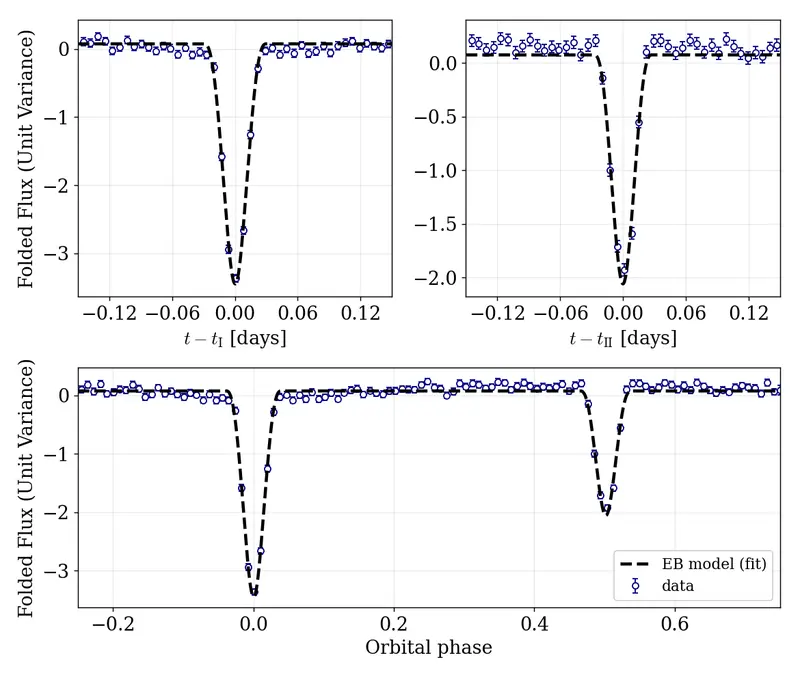 Folded Flux (Unit Variance)
0
−1
−2
−3
−0.12 −0.06 0.00 0.06 0.12
t − t_I [days]
0.0
−0.5
−1.0
−1.5
−2.0
−0.12 −0.06 0.00 0.06 0.12
t − t_II [days]
Folded Flux (Unit Variance)
0
−1
−2
−3
−0.2 0.0 0.2 0.4 0.6
Orbital phase
EB model (fit)
data